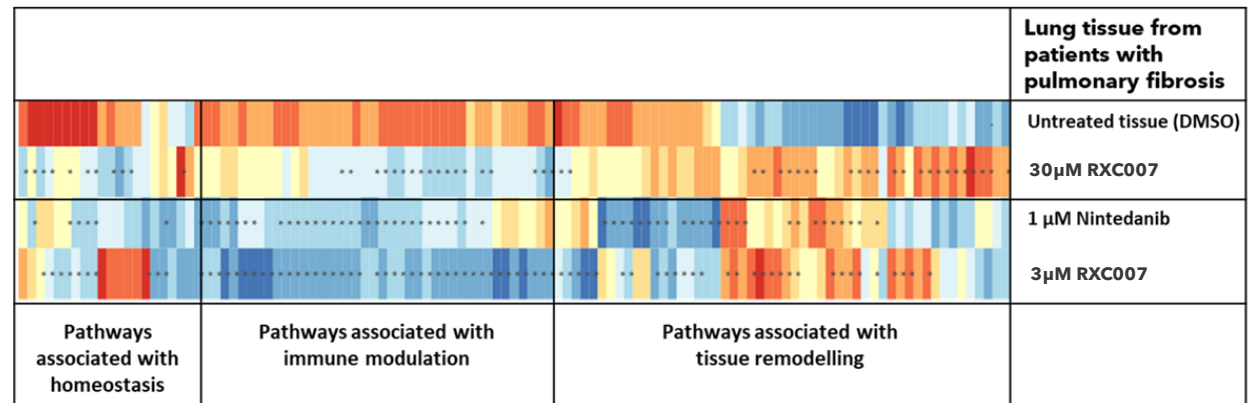 Lung tissue from
patients with
pulmonary fibrosis
Untreated tissue (DMSO)
30µM RXC007
1 µM Nintedanib
3µM RXC007
Pathways
associated with
homeostasis
Pathways associated with
immune modulation
Pathways associated with
tissue remodelling